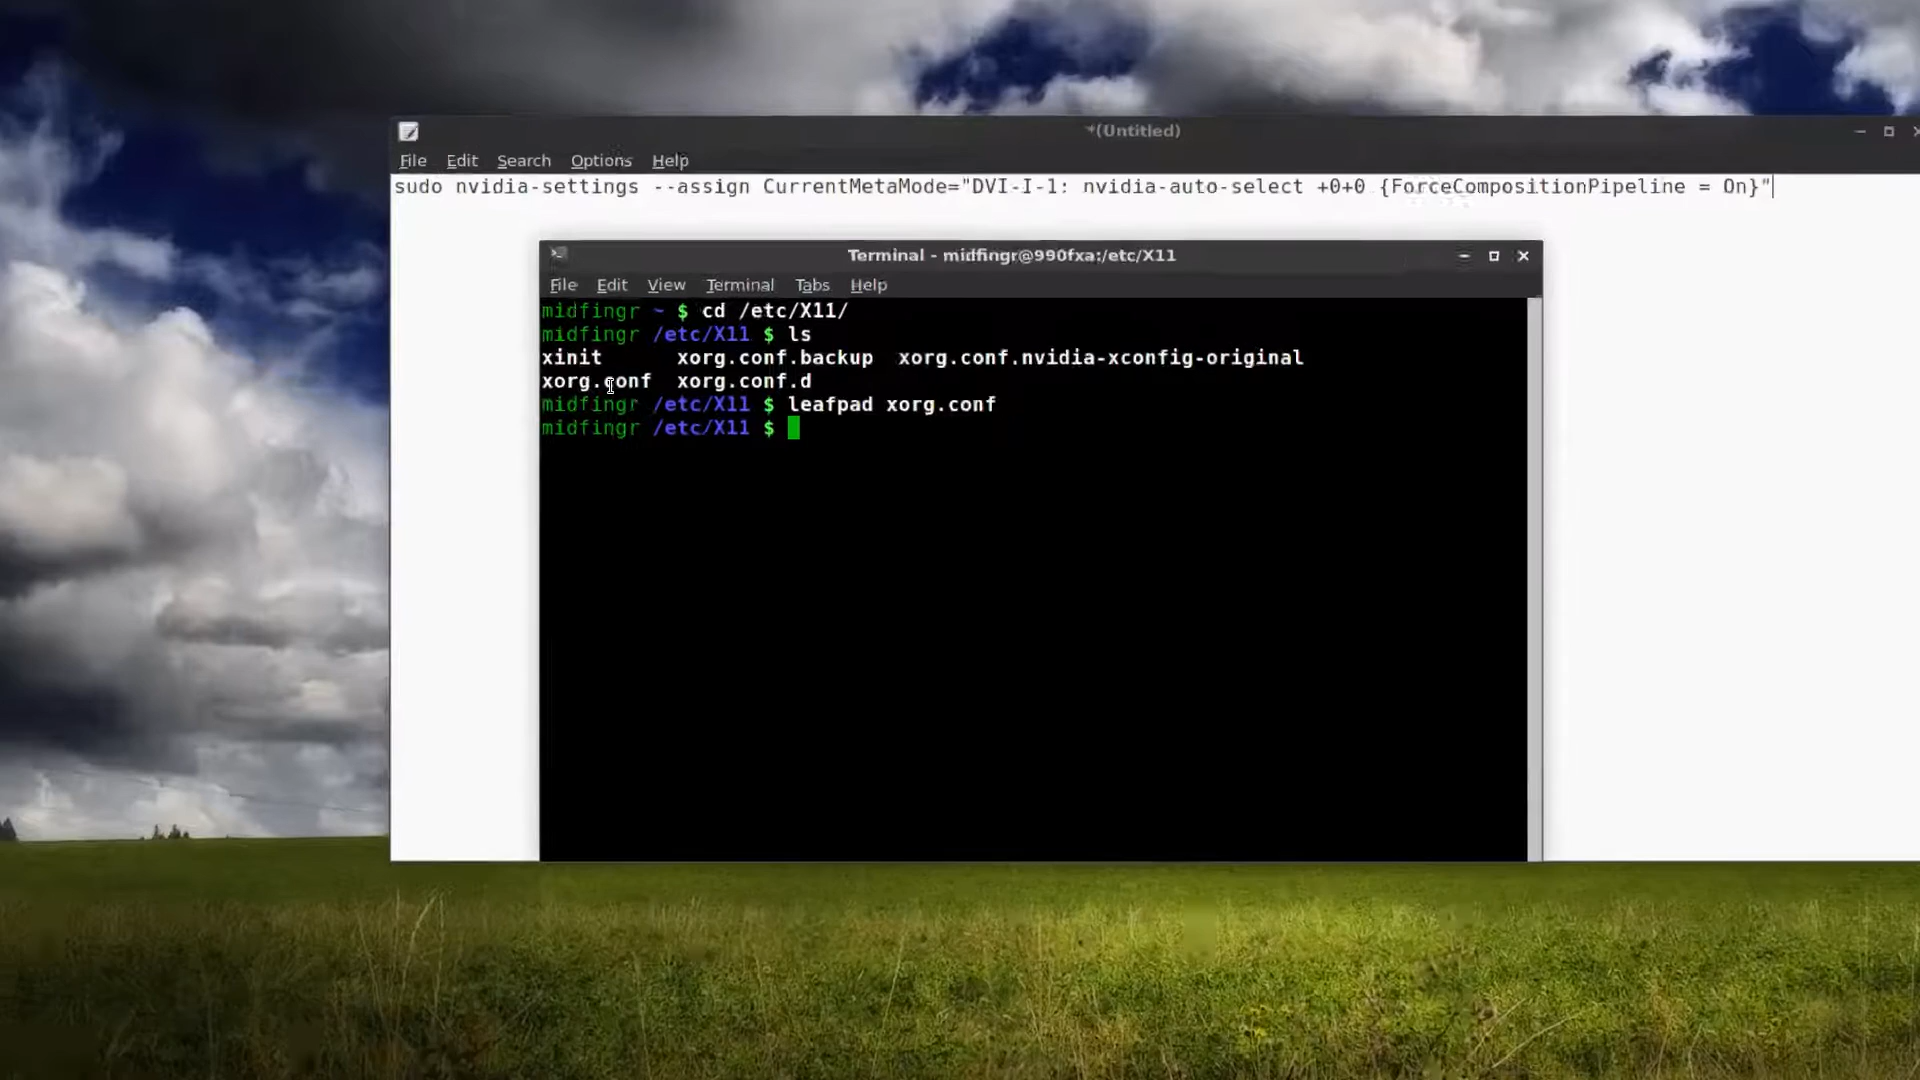 *(Untitled)
File Edit Search Options Help
sudo nvidia-settings --assign CurrentMetaMode="DVI-I-1: nvidia-auto-select +0+0 {ForceCompositionPipeline = On}"
Terminal - midfingr@990fxa:/etc/X11
File Edit View Terminal Tabs Help
midfingr ~ $ cd /etc/X11/
midfingr /etc/X11 $ ls
xinit xorg.conf.backup xorg.conf.nvidia-xconfig-original
xorg.conf xorg.conf.d
midfingr /etc/X11 $ leafpad xorg.conf
midfingr /etc/X11 $